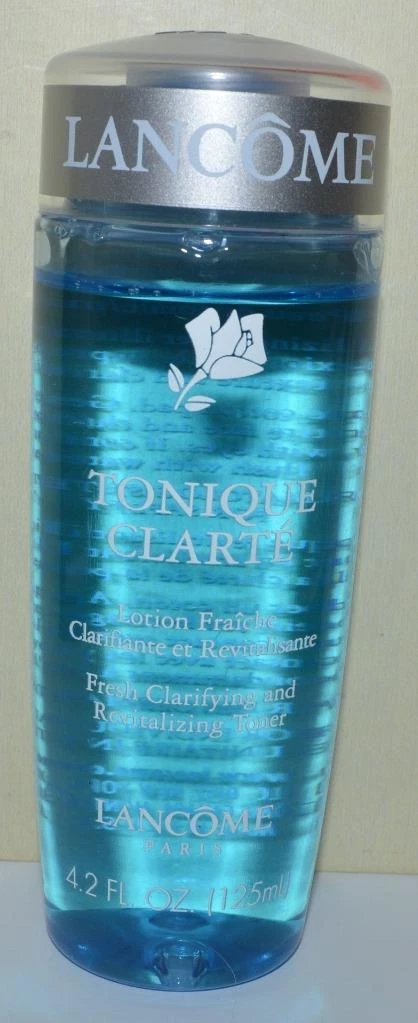 LANCÔME
TONIQUE
CLARTÉ
Lotion Fraîche
Clarifiante et Revitalisante
Fresh Clarifying and
Revitalizing Toner
LANCÔME
PARIS
4.2 FL. OZ. (125ml)